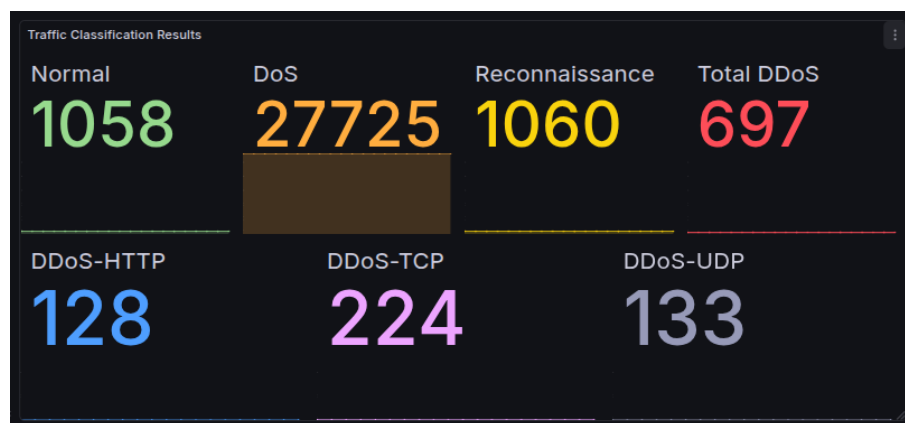 Traffic Classification Results
Normal DoS Reconnaissance Total DDoS
1058 27725 1060 697
DDoS-HTTP DDoS-TCP DDoS-UDP
128 224 133